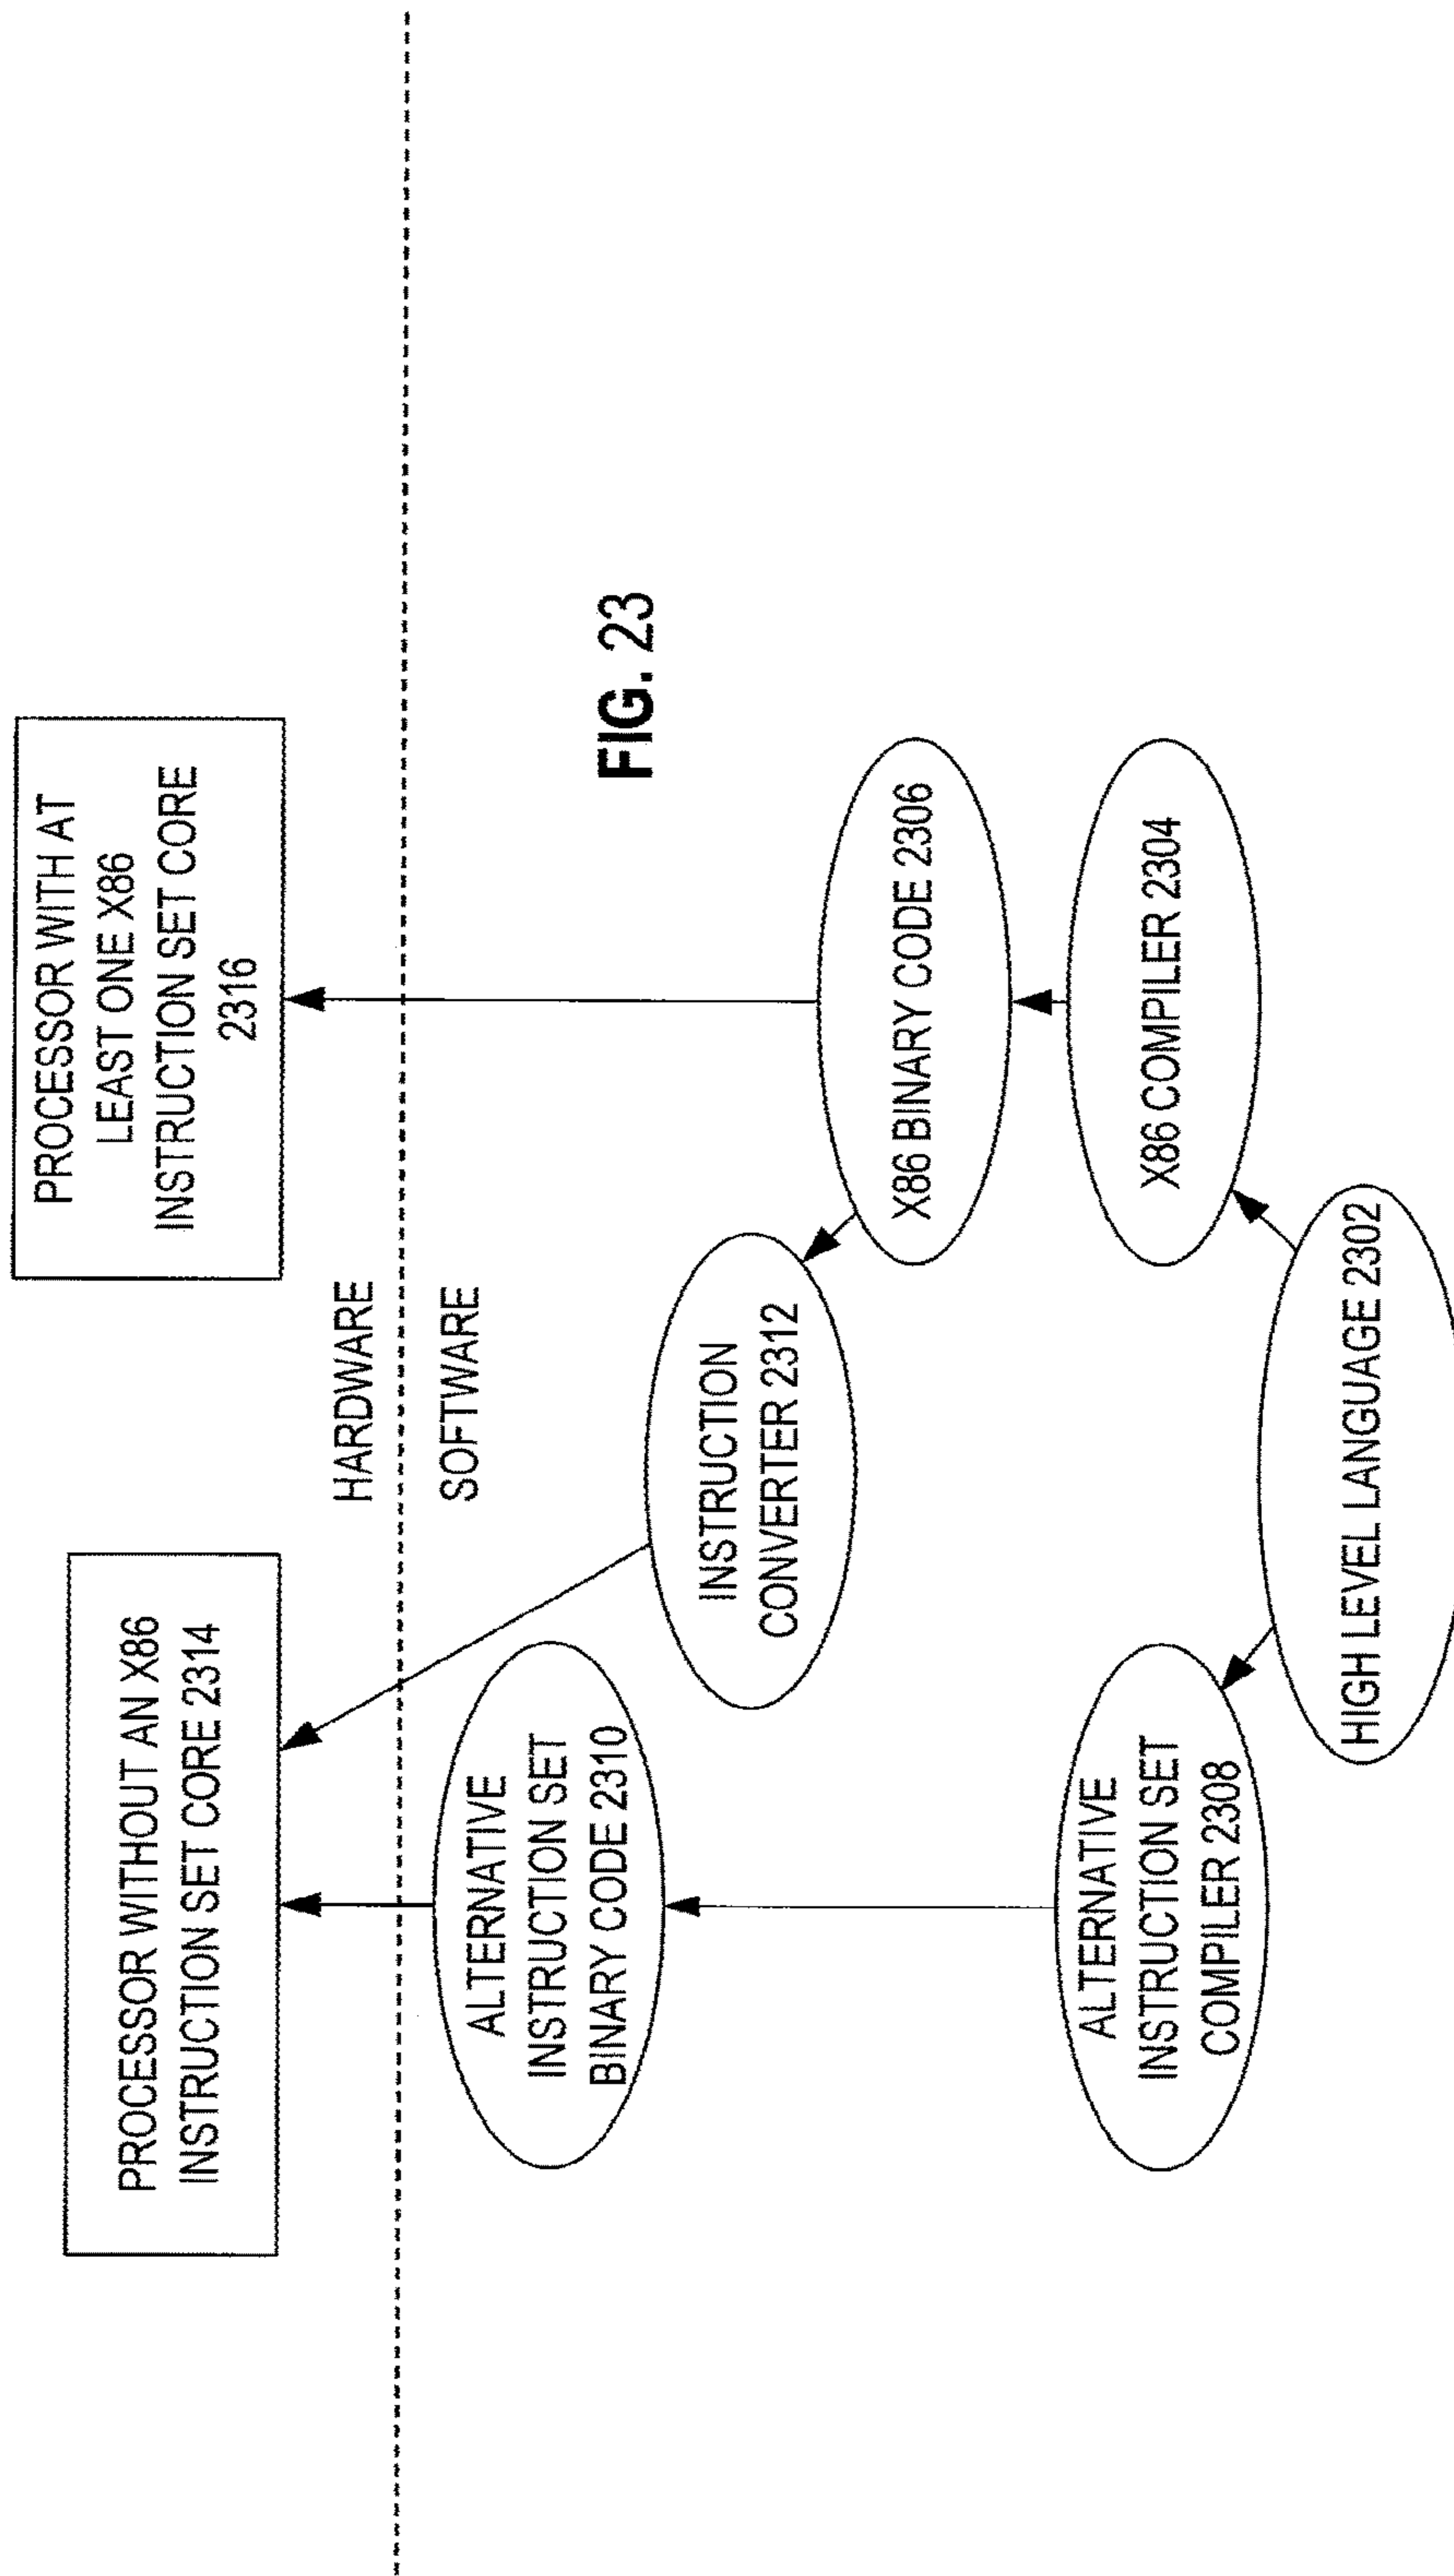 PROCESSOR WITHOUT AN X86
INSTRUCTION SET CORE 2314
PROCESSOR WITH AT
LEAST ONE X86
INSTRUCTION SET CORE
2316
HARDWARE
SOFTWARE
ALTERNATIVE
INSTRUCTION SET
BINARY CODE 2310
INSTRUCTION
CONVERTER 2312
X86 BINARY CODE 2306
ALTERNATIVE
INSTRUCTION SET
COMPILER 2308
X86 COMPILER 2304
HIGH LEVEL LANGUAGE 2302
FIG. 23